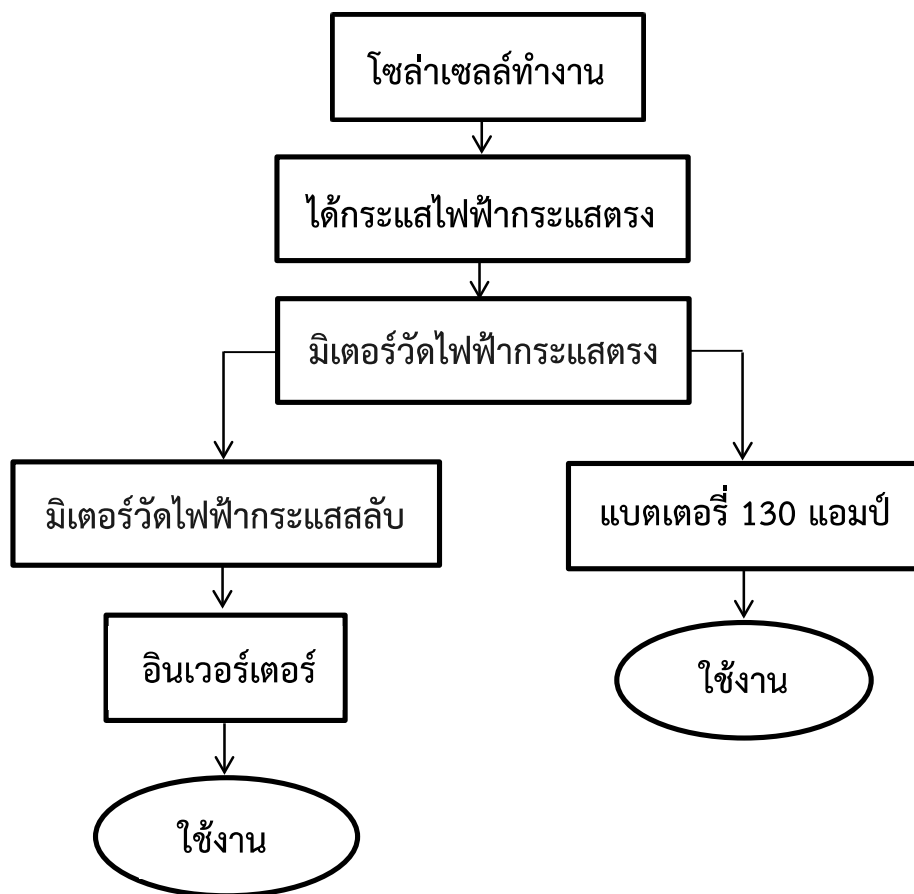 โซล่าเซลล์ทำงาน
ได้กระแสไฟฟ้ากระแสตรง
มิเตอร์วัดไฟฟ้ากระแสตรง
มิเตอร์วัดไฟฟ้ากระแสสลับ
แบตเตอรี่ 130 แอมป์
อินเวอร์เตอร์
ใช้งาน
ใช้งาน